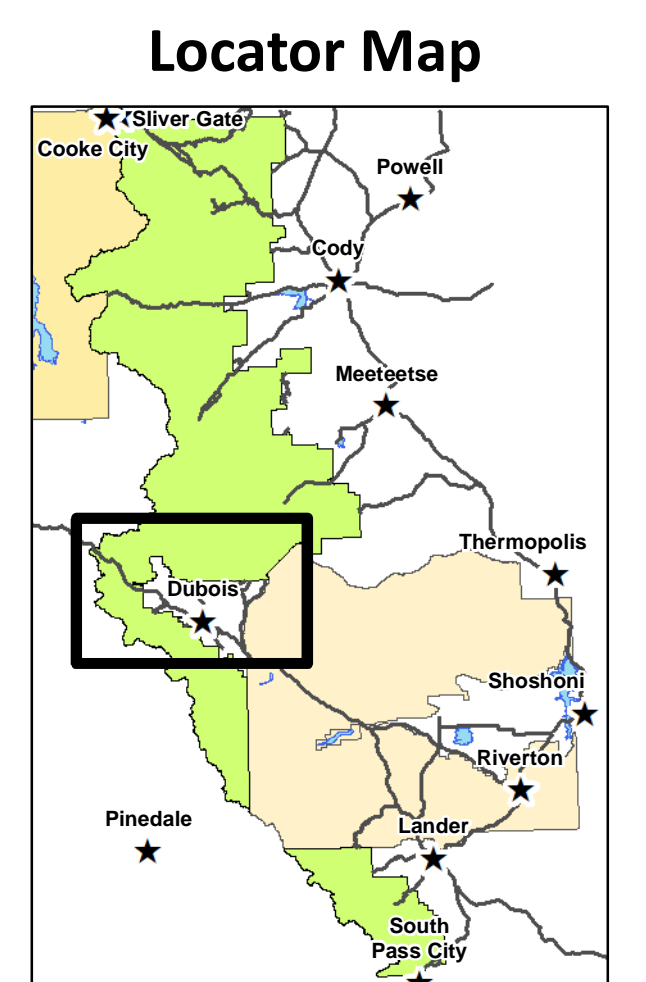 Locator Map
Sliver Gate
Cooke City
Powell
Cody
Meeteetse
Thermopolis
Dubois
Shoshoni
Riverton
Pinedale
Lander
South
Pass City